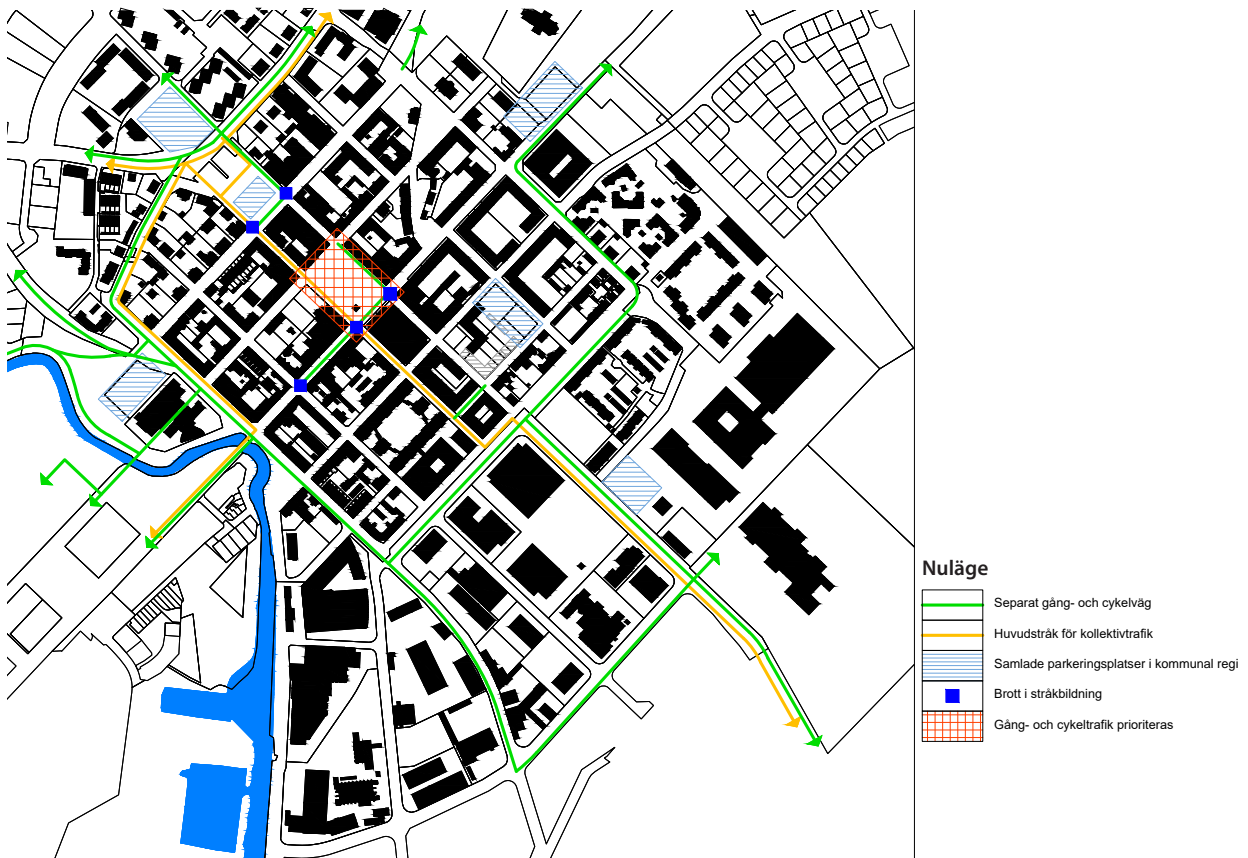 Nuläge
Separat gång- och cykelväg
Huvudstråk för kollektivtrafik
Samlade parkeringsplatser i kommunal regi
Brott i stråkbildning
Gång- och cykeltrafik prioriteras